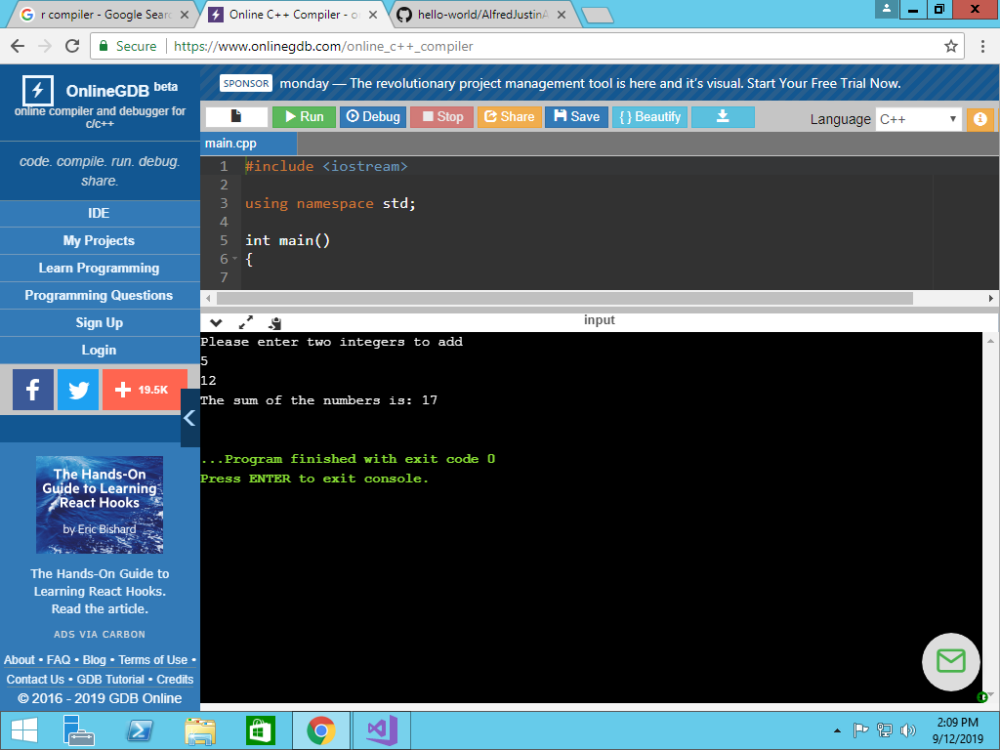 r compiler - Google Sear
Online C++ Compiler - o
hello-world/AlfredJustinA
Secure
https://www.onlinegdb.com/online_c++_compiler
OnlineGDB beta
online compiler and debugger for
c/c++
code. compile. run. debug.
share.
IDE
My Projects
Learn Programming
Programming Questions
Sign Up
Login
f
+ 19.5K
The Hands-On
Guide to Learning
React Hooks
by Eric Bishard
The Hands-On Guide to
Learning React Hooks.
Read the article.
ADS VIA CARBON
About • FAQ • Blog • Terms of Use •
Contact Us • GDB Tutorial • Credits
© 2016 - 2019 GDB Online
SPONSOR monday — The revolutionary project management tool is here and it's visual. Start Your Free Trial Now.
Run Debug Stop Share Save { } Beautify Language C++
main.cpp
1 #include <iostream>
2
3 using namespace std;
4
5 int main()
6 {
7
input
Please enter two integers to add
5
12
The sum of the numbers is: 17
...Program finished with exit code 0
Press ENTER to exit console.
2:09 PM
9/12/2019